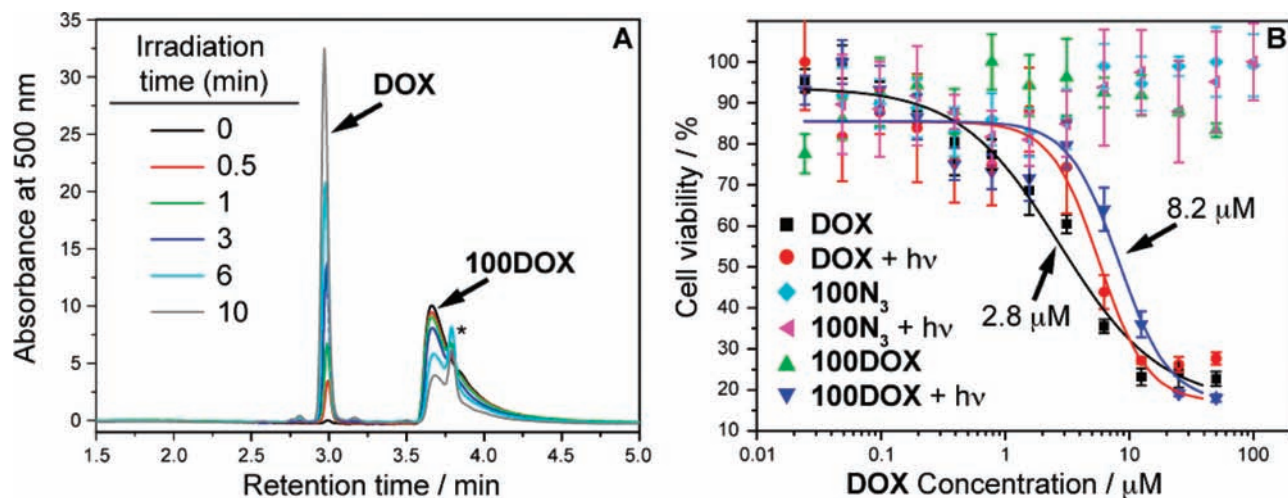 A
Irradiation
time (min)
0
0.5
1
3
6
10
DOX
100DOX
*
35
30
25
20
15
10
5
0
Absorbance at 500 nm
1.5 2.0 2.5 3.0 3.5 4.0 4.5 5.0
Retention time / min
B
100
90
80
70
60
50
40
30
20
10
Cell viability / %
DOX
DOX + hν
100N₃
100N₃ + hν
100DOX
100DOX + hν
2.8 µM
8.2 µM
0.01 0.1 1 10 100
DOX Concentration / µM